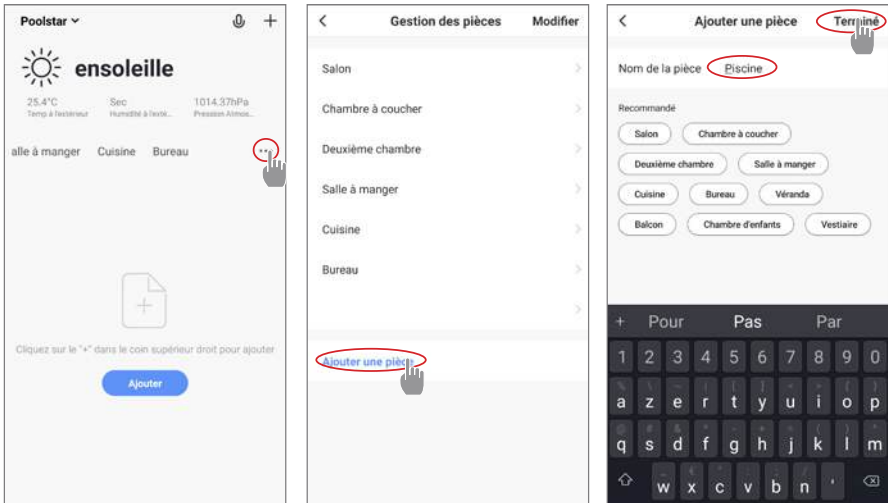 Poolstar
ensoleille
25.4°C Sec 1014.37hPa
Temp à l'extérieur Humidité à l'exté... Pression Atmos...
alle à manger Cuisine Bureau ...
Cliquez sur le "+" dans le coin supérieur droit pour ajouter
Ajouter
Gestion des pièces Modifier
Salon
Chambre à coucher
Deuxième chambre
Salle à manger
Cuisine
Bureau
Ajouter une pièce
Ajouter une pièce Terminé
Nom de la pièce Piscine
Recommandé
Salon Chambre à coucher
Deuxième chambre Salle à manger
Cuisine Bureau Véranda
Balcon Chambre d'enfants Vestiaire
+ Pour Pas Par
1 2 3 4 5 6 7 8 9 0
a z e r t y u i o p
q s d f g h j k l m
w x c v b n '